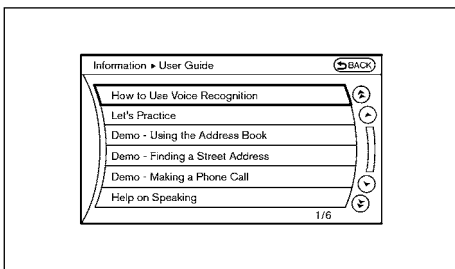 Information ▸ User Guide
BACK
How to Use Voice Recognition
Let's Practice
Demo - Using the Address Book
Demo - Finding a Street Address
Demo - Making a Phone Call
Help on Speaking
1/6